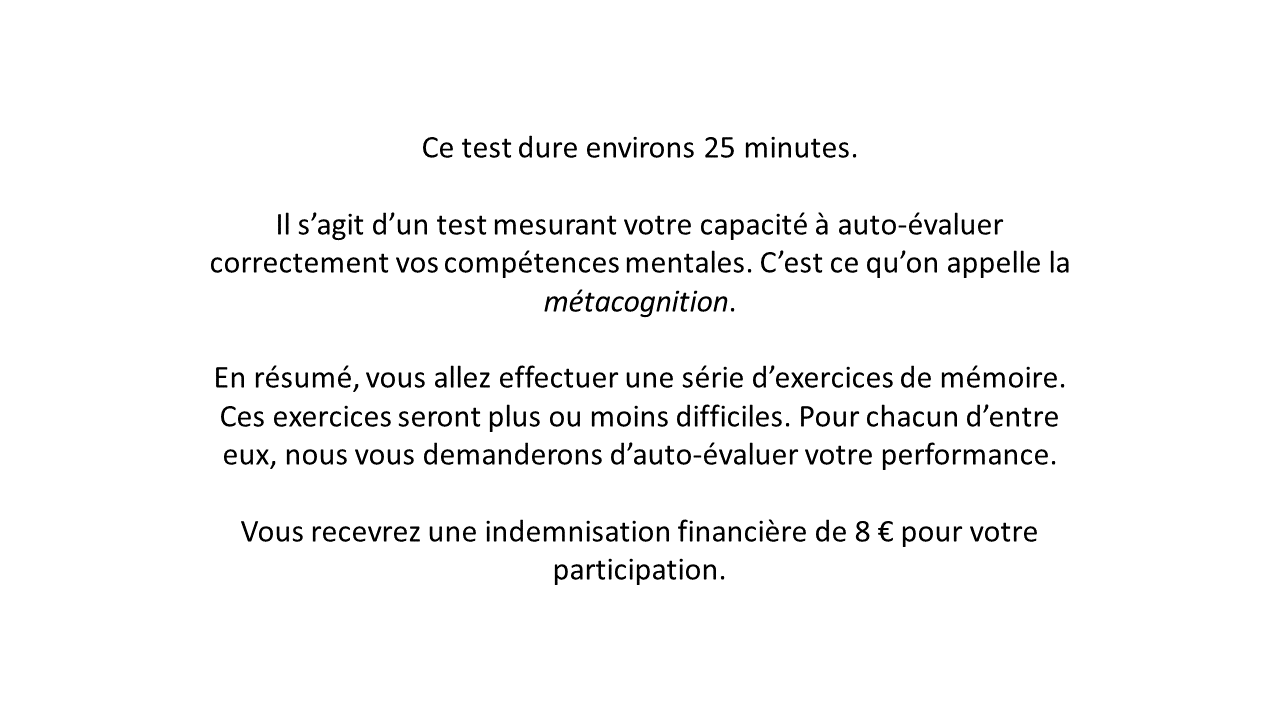 Ce test dure environs 25 minutes.
Il s’agit d’un test mesurant votre capacité à auto-évaluer
correctement vos compétences mentales. C’est ce qu’on appelle la
métacognition.
En résumé, vous allez effectuer une série d’exercices de mémoire.
Ces exercices seront plus ou moins difficiles. Pour chacun d’entre
eux, nous vous demanderons d’auto-évaluer votre performance.
Vous recevrez une indemnisation financière de 8 € pour votre
participation.